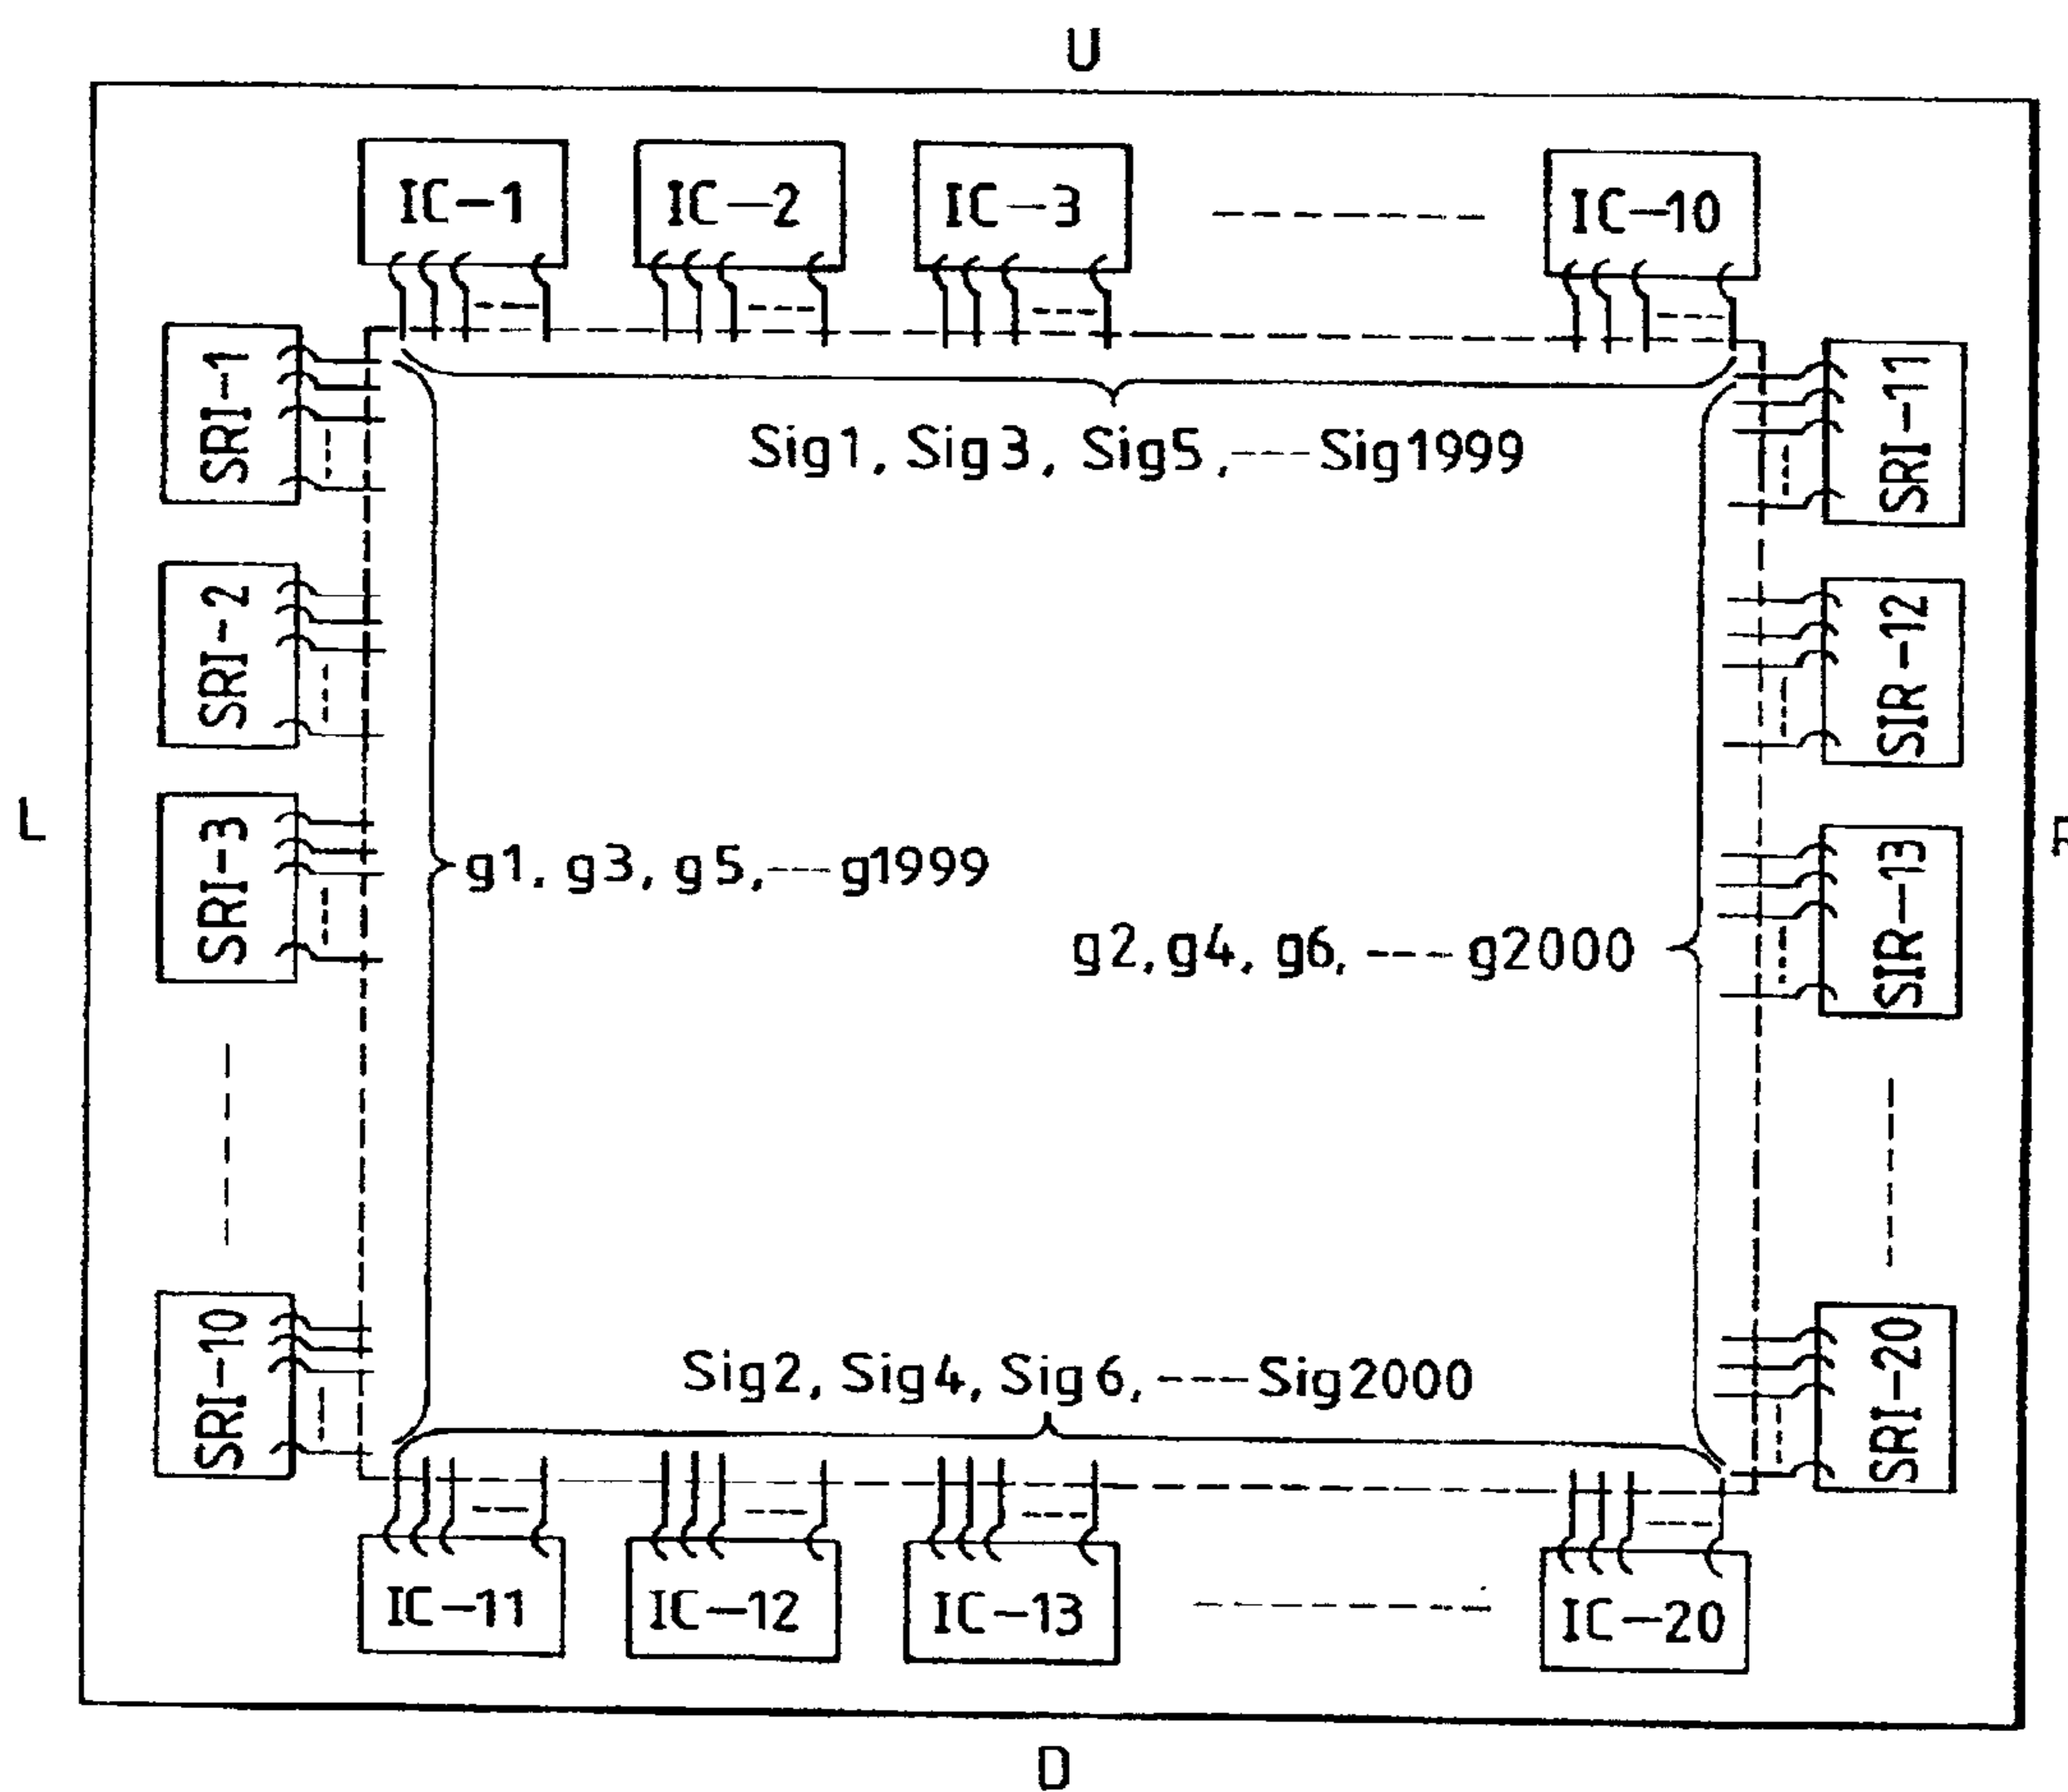 U
IC-1
IC-2
IC-3
IC-10
SRI-1
SRI-11
Sig1, Sig3, Sig5,---Sig1999
SRI-2
SIR-12
L
SRI-3
g1, g3, g5,---g1999
SIR-13
g2, g4, g6, ---- g2000
SRI-10
SRI-20
Sig2, Sig4, Sig6,---Sig2000
IC-11
IC-12
IC-13
IC-20
D